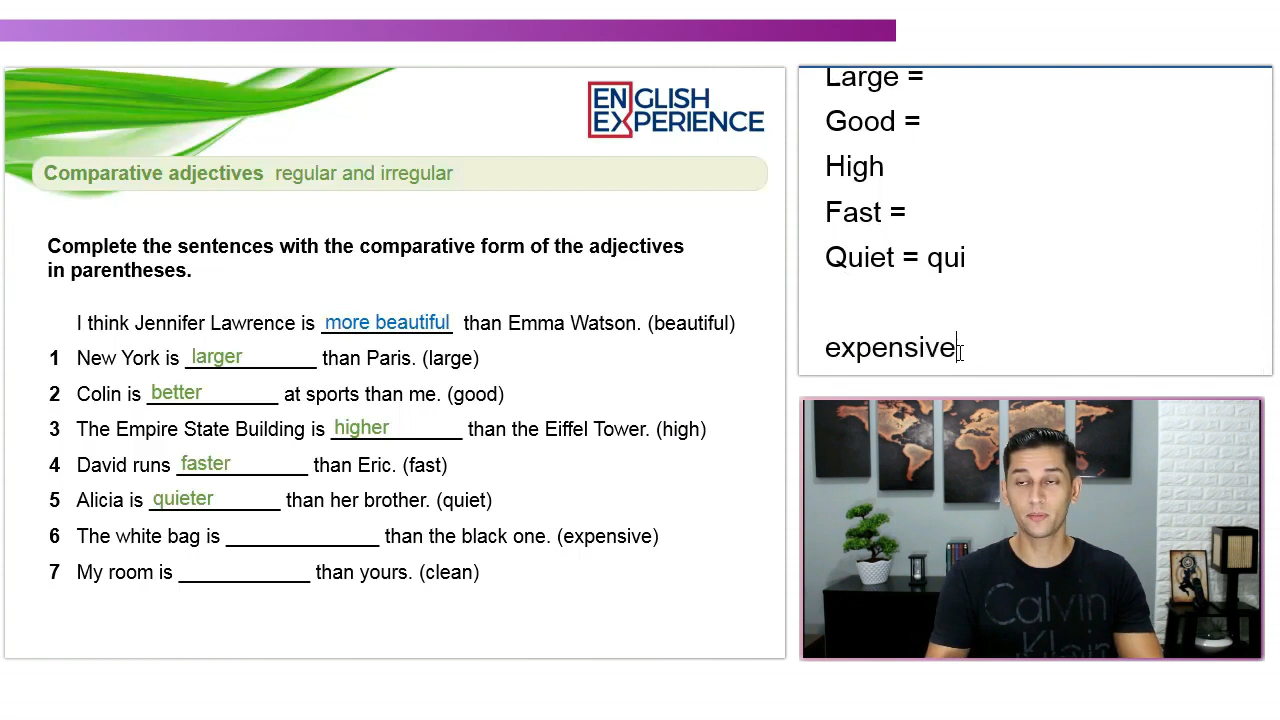 ENGLISH
EXPERIENCE
Comparative adjectives regular and irregular
Complete the sentences with the comparative form of the adjectives
in parentheses.
I think Jennifer Lawrence is more beautiful than Emma Watson. (beautiful)
1 New York is larger than Paris. (large)
2 Colin is better at sports than me. (good)
3 The Empire State Building is higher than the Eiffel Tower. (high)
4 David runs faster than Eric. (fast)
5 Alicia is quieter than her brother. (quiet)
6 The white bag is ______________ than the black one. (expensive)
7 My room is ____________ than yours. (clean)
Large =
Good =
High
Fast =
Quiet = qui
expensive
Calvin
Klein